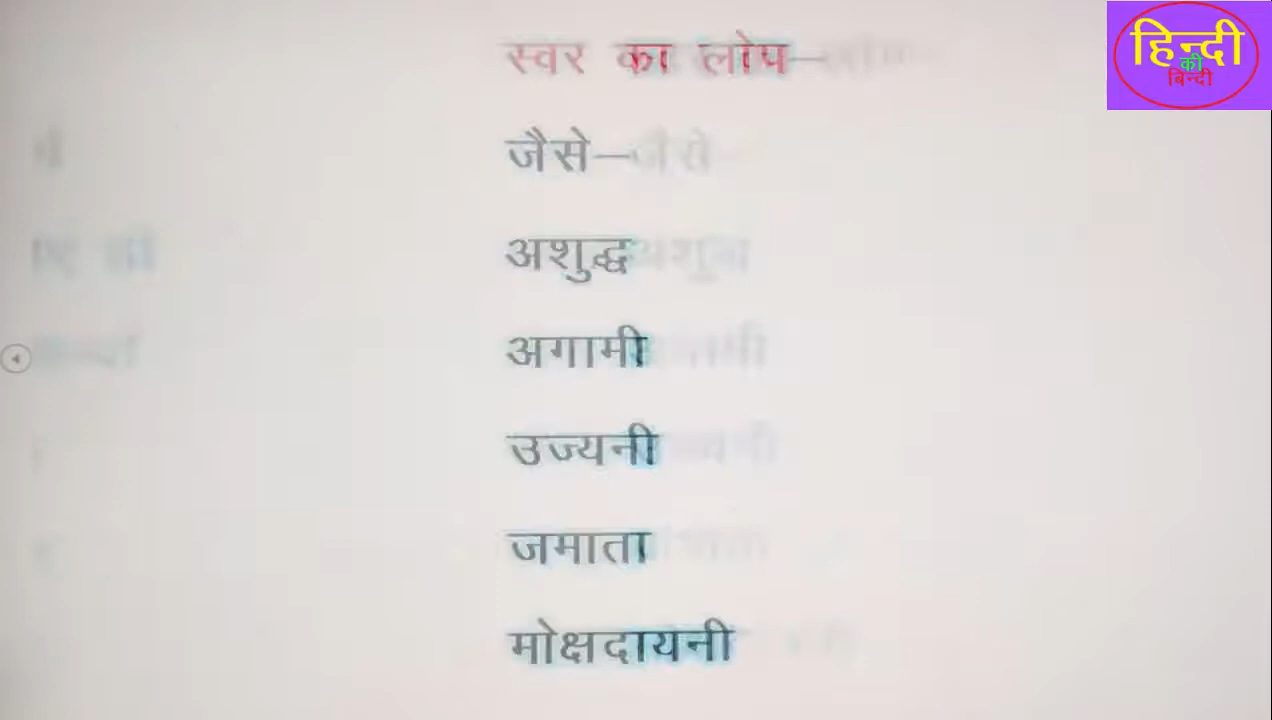 हिन्दी
की
बिन्दी
स्वर का लोप–
जैसे–
अशुद्ध
अगामी
उज्यनी
जमाता
मोक्षदायनी